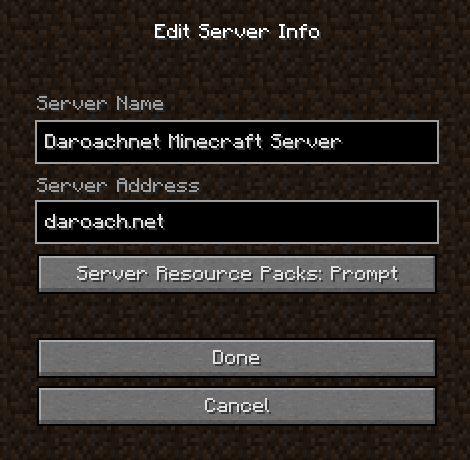 Edit Server Info
Server Name
Daroachnet Minecraft Server
Server Address
daroach.net
Server Resource Packs: Prompt
Done
Cancel